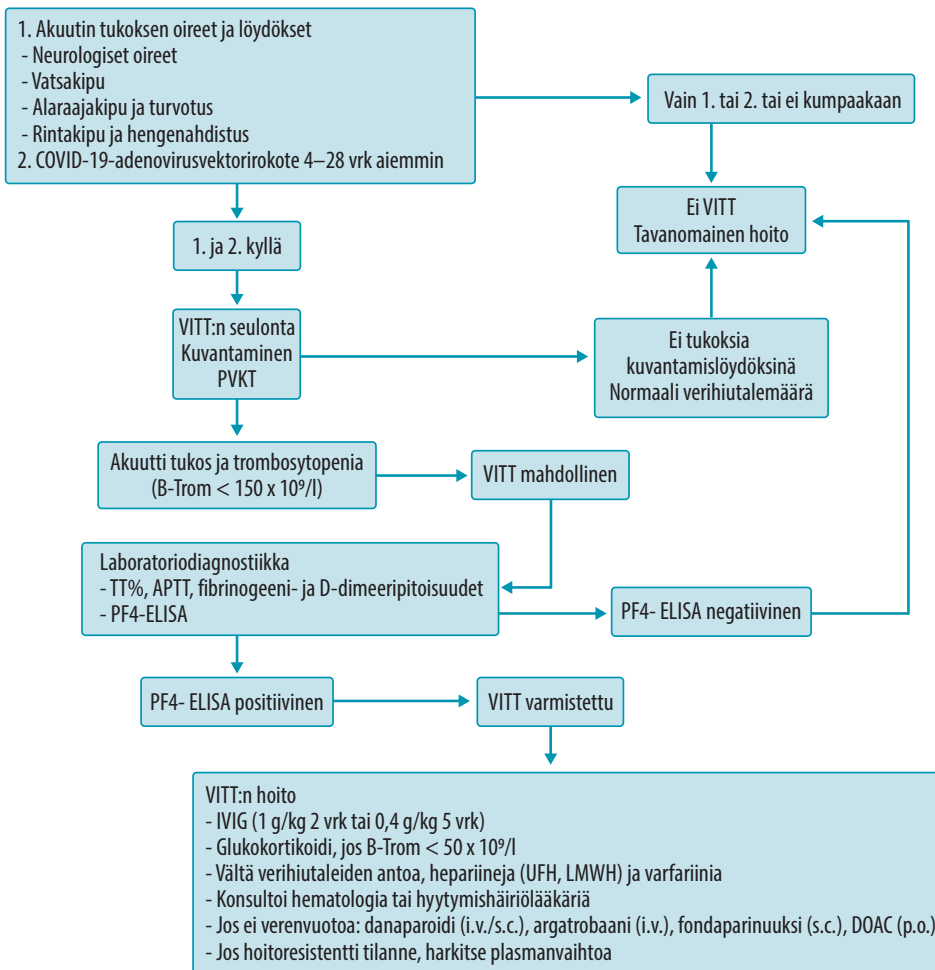 1. Akuutin tukoksen oireet ja löydökset
- Neurologiset oireet
- Vatsakipu
- Alaraajakipu ja turvotus
- Rintakipu ja hengenahdistus
2. COVID-19-adenovirusvektorirokote 4–28 vrk aiemmin
Vain 1. tai 2. tai ei kumpaakaan
Ei VITT
Tavanomainen hoito
1. ja 2. kyllä
VITT:n seulonta
Kuvantaminen
PVKT
Ei tukoksia
kuvantamislöydöksinä
Normaali verihiutalemäärä
Akuutti tukos ja trombosytopenia
(B-Trom < 150 x 10⁹/l)
VITT mahdollinen
Laboratoriodiagnostiikka
- TT%, APTT, fibrinogeeni- ja D-dimeeripitoisuudet
- PF4-ELISA
PF4- ELISA negatiivinen
PF4- ELISA positiivinen
VITT varmistettu
VITT:n hoito
- IVIG (1 g/kg 2 vrk tai 0,4 g/kg 5 vrk)
- Glukokortikoidi, jos B-Trom < 50 x 10⁹/l
- Vältä verihiutaleiden antoa, hepariineja (UFH, LMWH) ja varfariinia
- Konsultoi hematologia tai hyytymishäiriölääkäriä
- Jos ei verenvuotoa: danaparoidi (i.v./s.c.), argatrobaani (i.v.), fondaparinuuksi (s.c.), DOAC (p.o.)
- Jos hoitoresistentti tilanne, harkitse plasmanvaihtoa